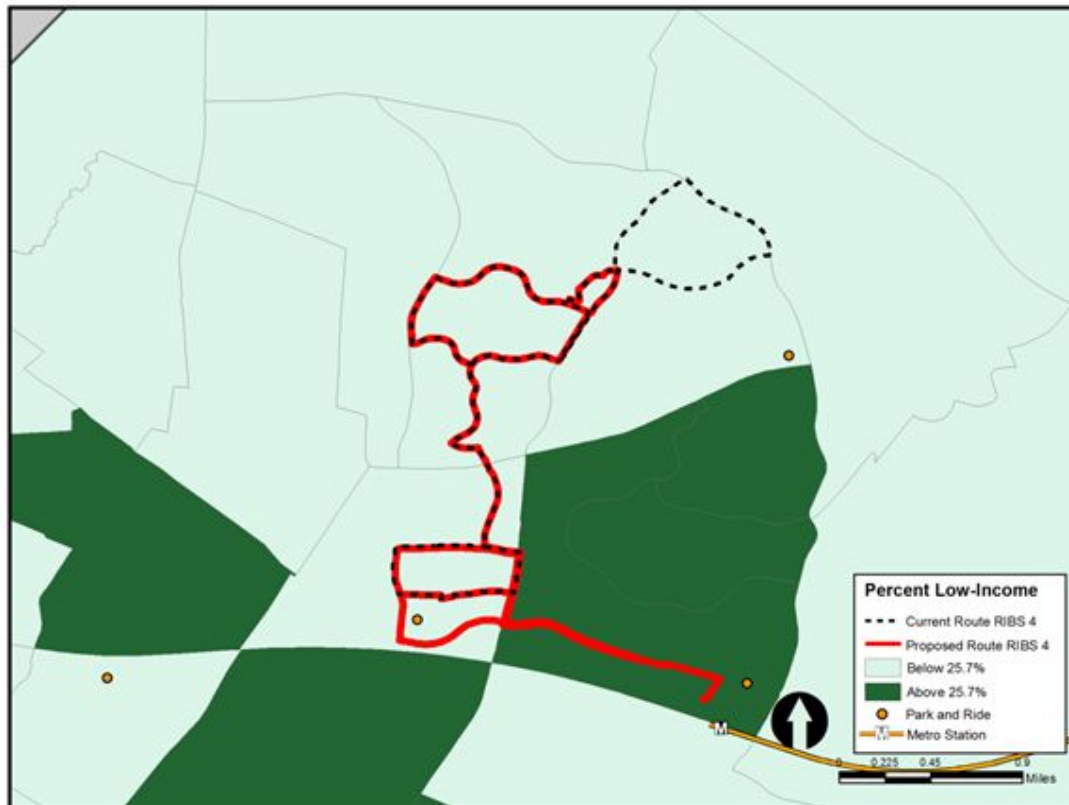 Percent Low-Income
Current Route RIBS 4
Proposed Route RIBS 4
Below 25.7%
Above 25.7%
Park and Ride
M Metro Station
M
0 0.225 0.45 0.9
Miles